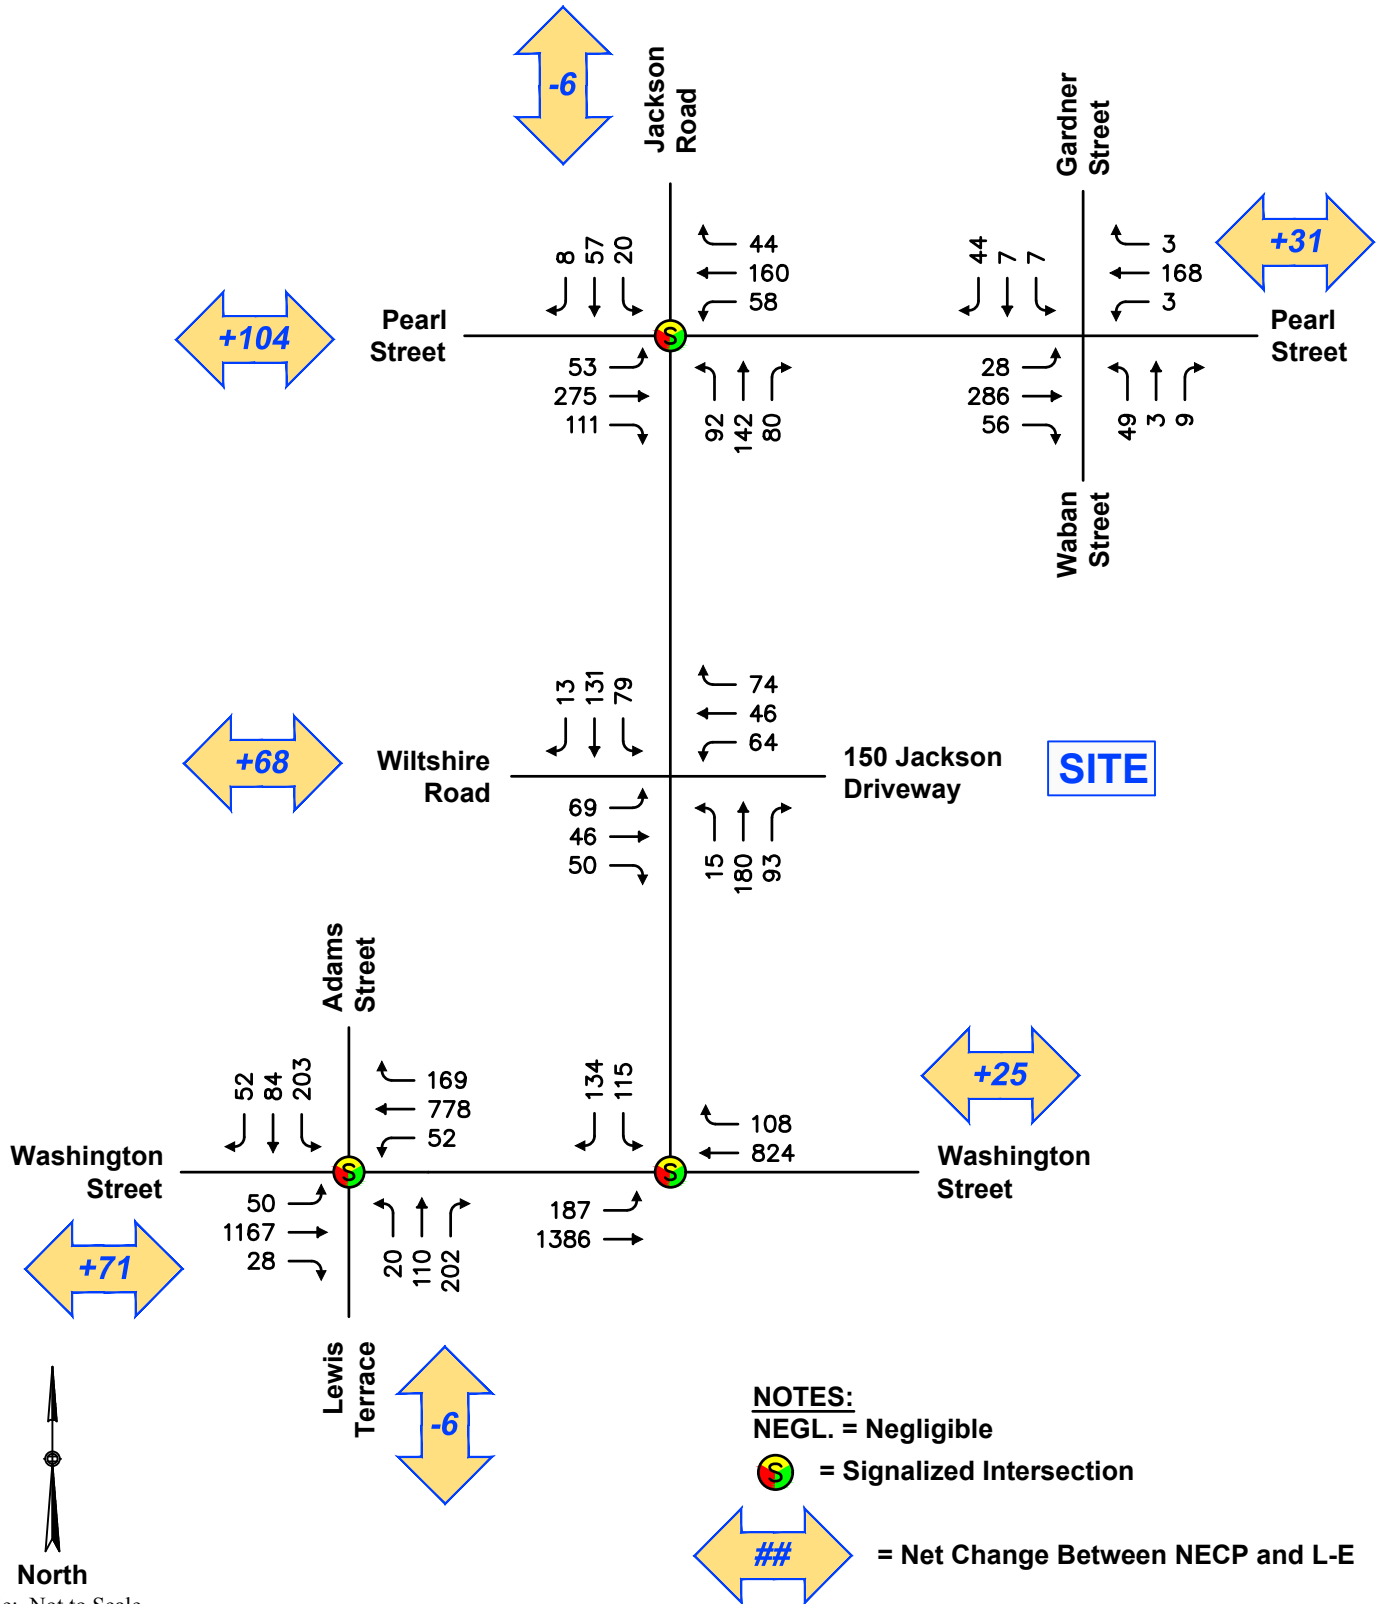 -6
Jackson
Road
Gardner
Street
+31
8 57 20
44
160
58
44 7 7
3
168
3
+104
Pearl
Street
S
Pearl
Street
53
275
111
92 142 80
28
286
56
49 3 9
Waban
Street
13 131 79
74
46
64
+68
Wiltshire
Road
150 Jackson
Driveway
SITE
69
46
50
15 180 93
Adams
Street
52 84 203
169
778
52
134 115
108
824
+25
Washington
Street
S
S
Washington
Street
50
1167
28
20 110 202
187
1386
+71
Lewis
Terrace
-6
NOTES:
NEGL. = Negligible
S = Signalized Intersection
## = Net Change Between NECP and L-E
North
Not to Scale